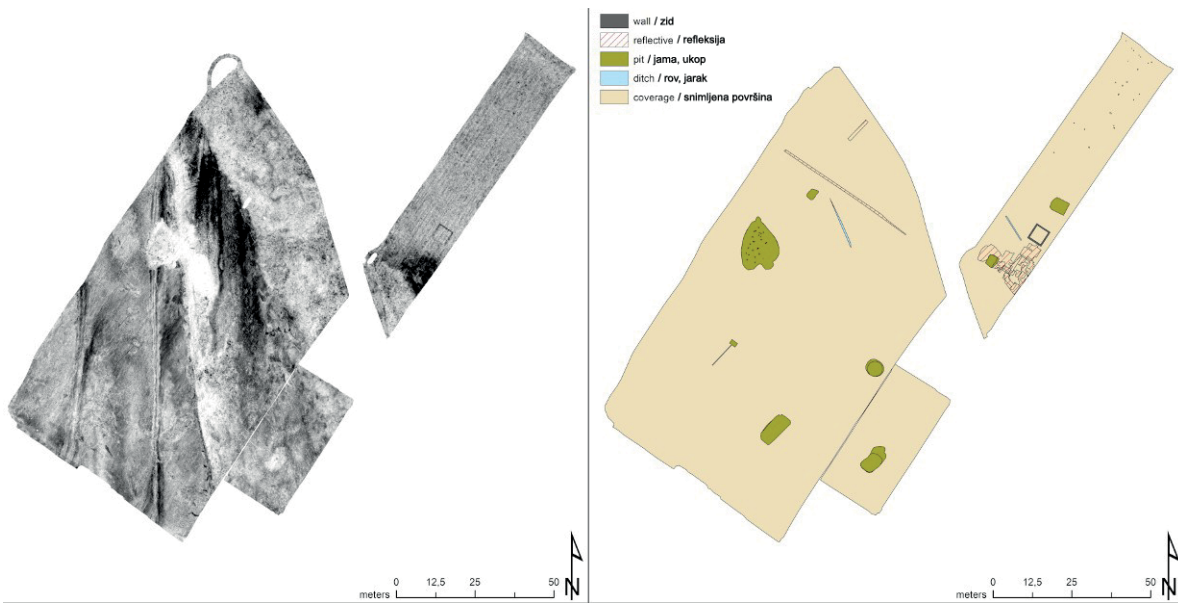 wall / zid
reflective / refleksija
pit / jama, ukop
ditch / rov, jarak
coverage / snimljena površina
0 12,5 25 50
meters
N
0 12,5 25 50
meters
N